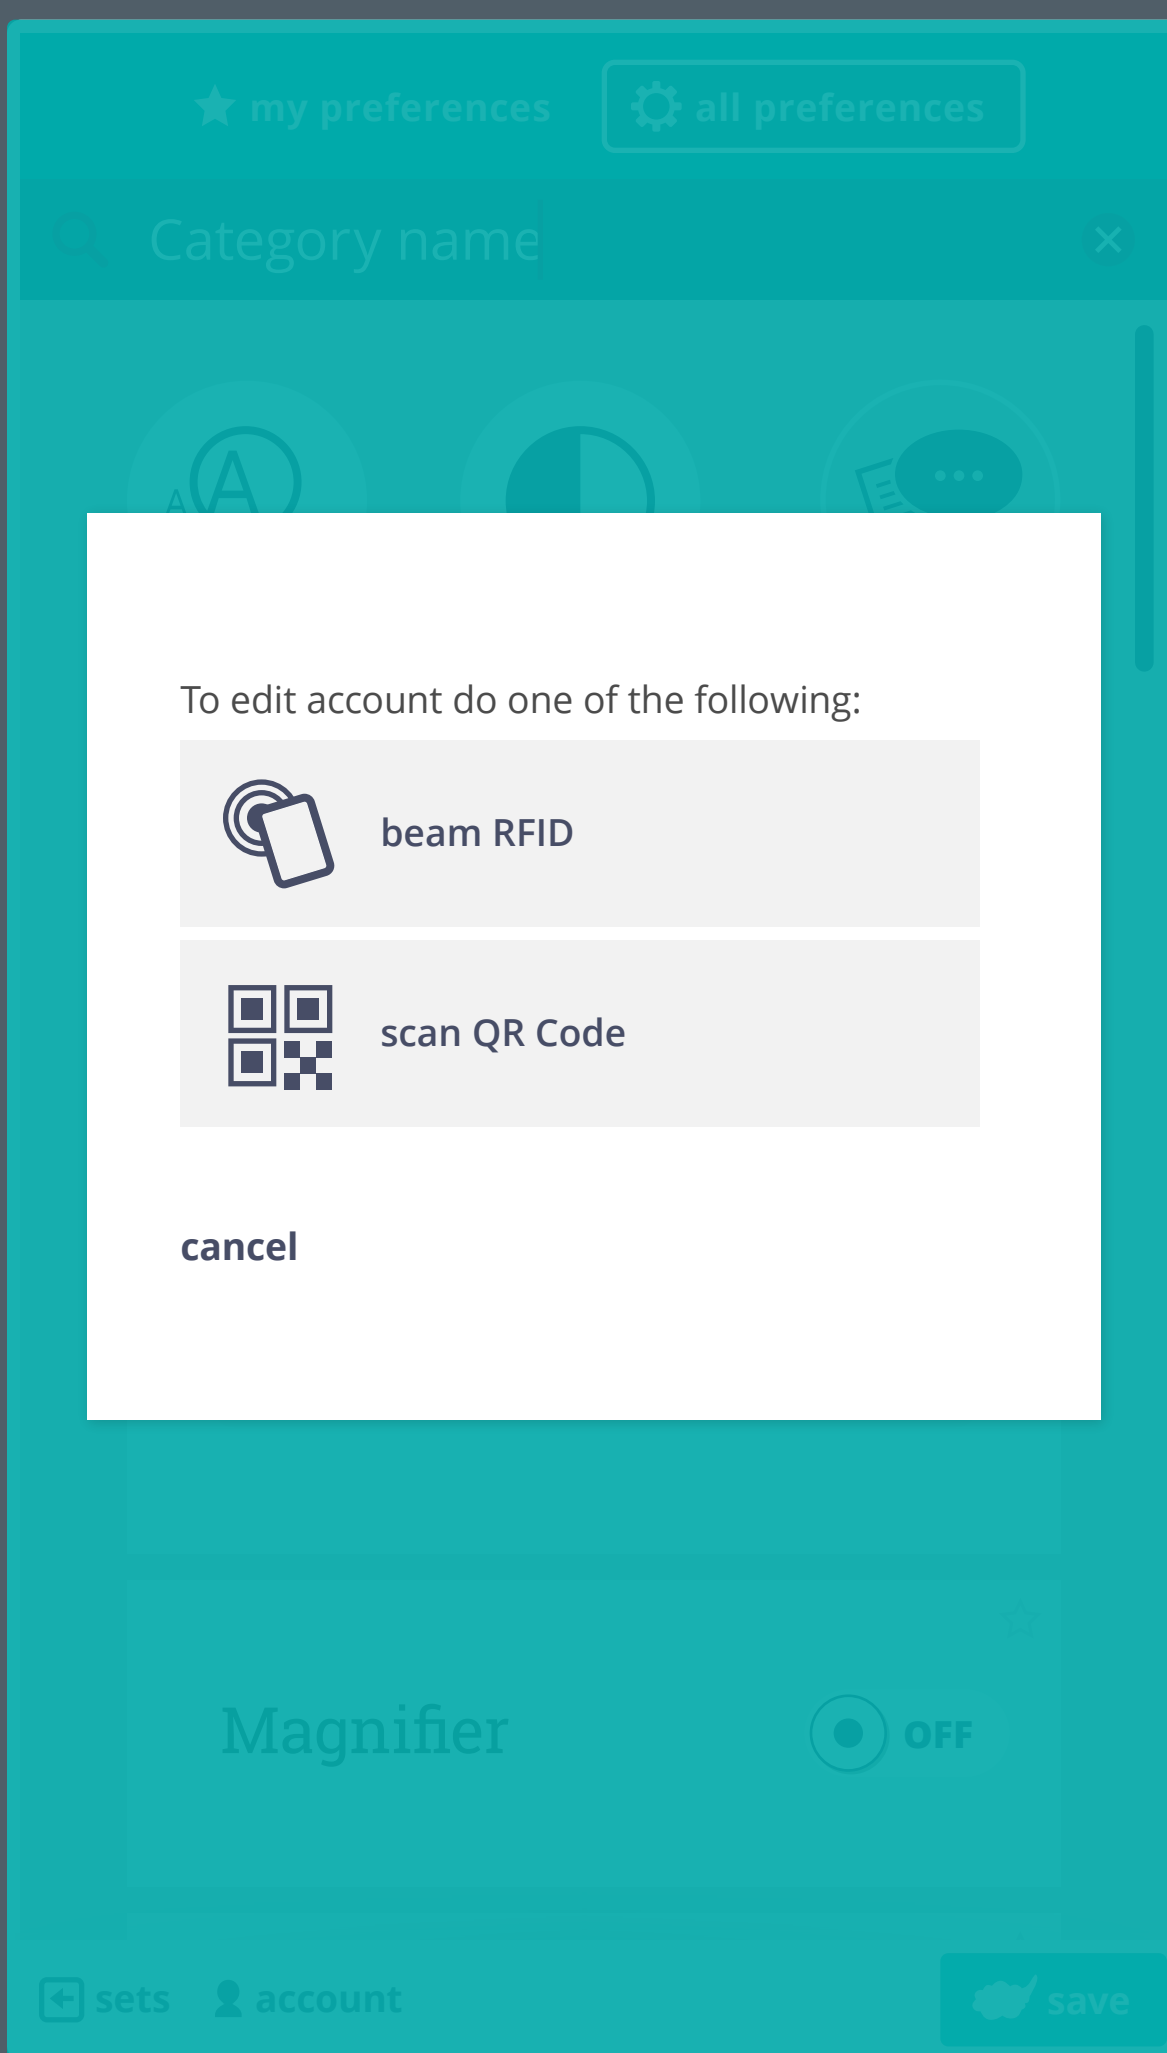 my preferences
all preferences
Category name
A A
To edit account do one of the following:
beam RFID
scan QR Code
cancel
Magnifier
OFF
sets
account
save